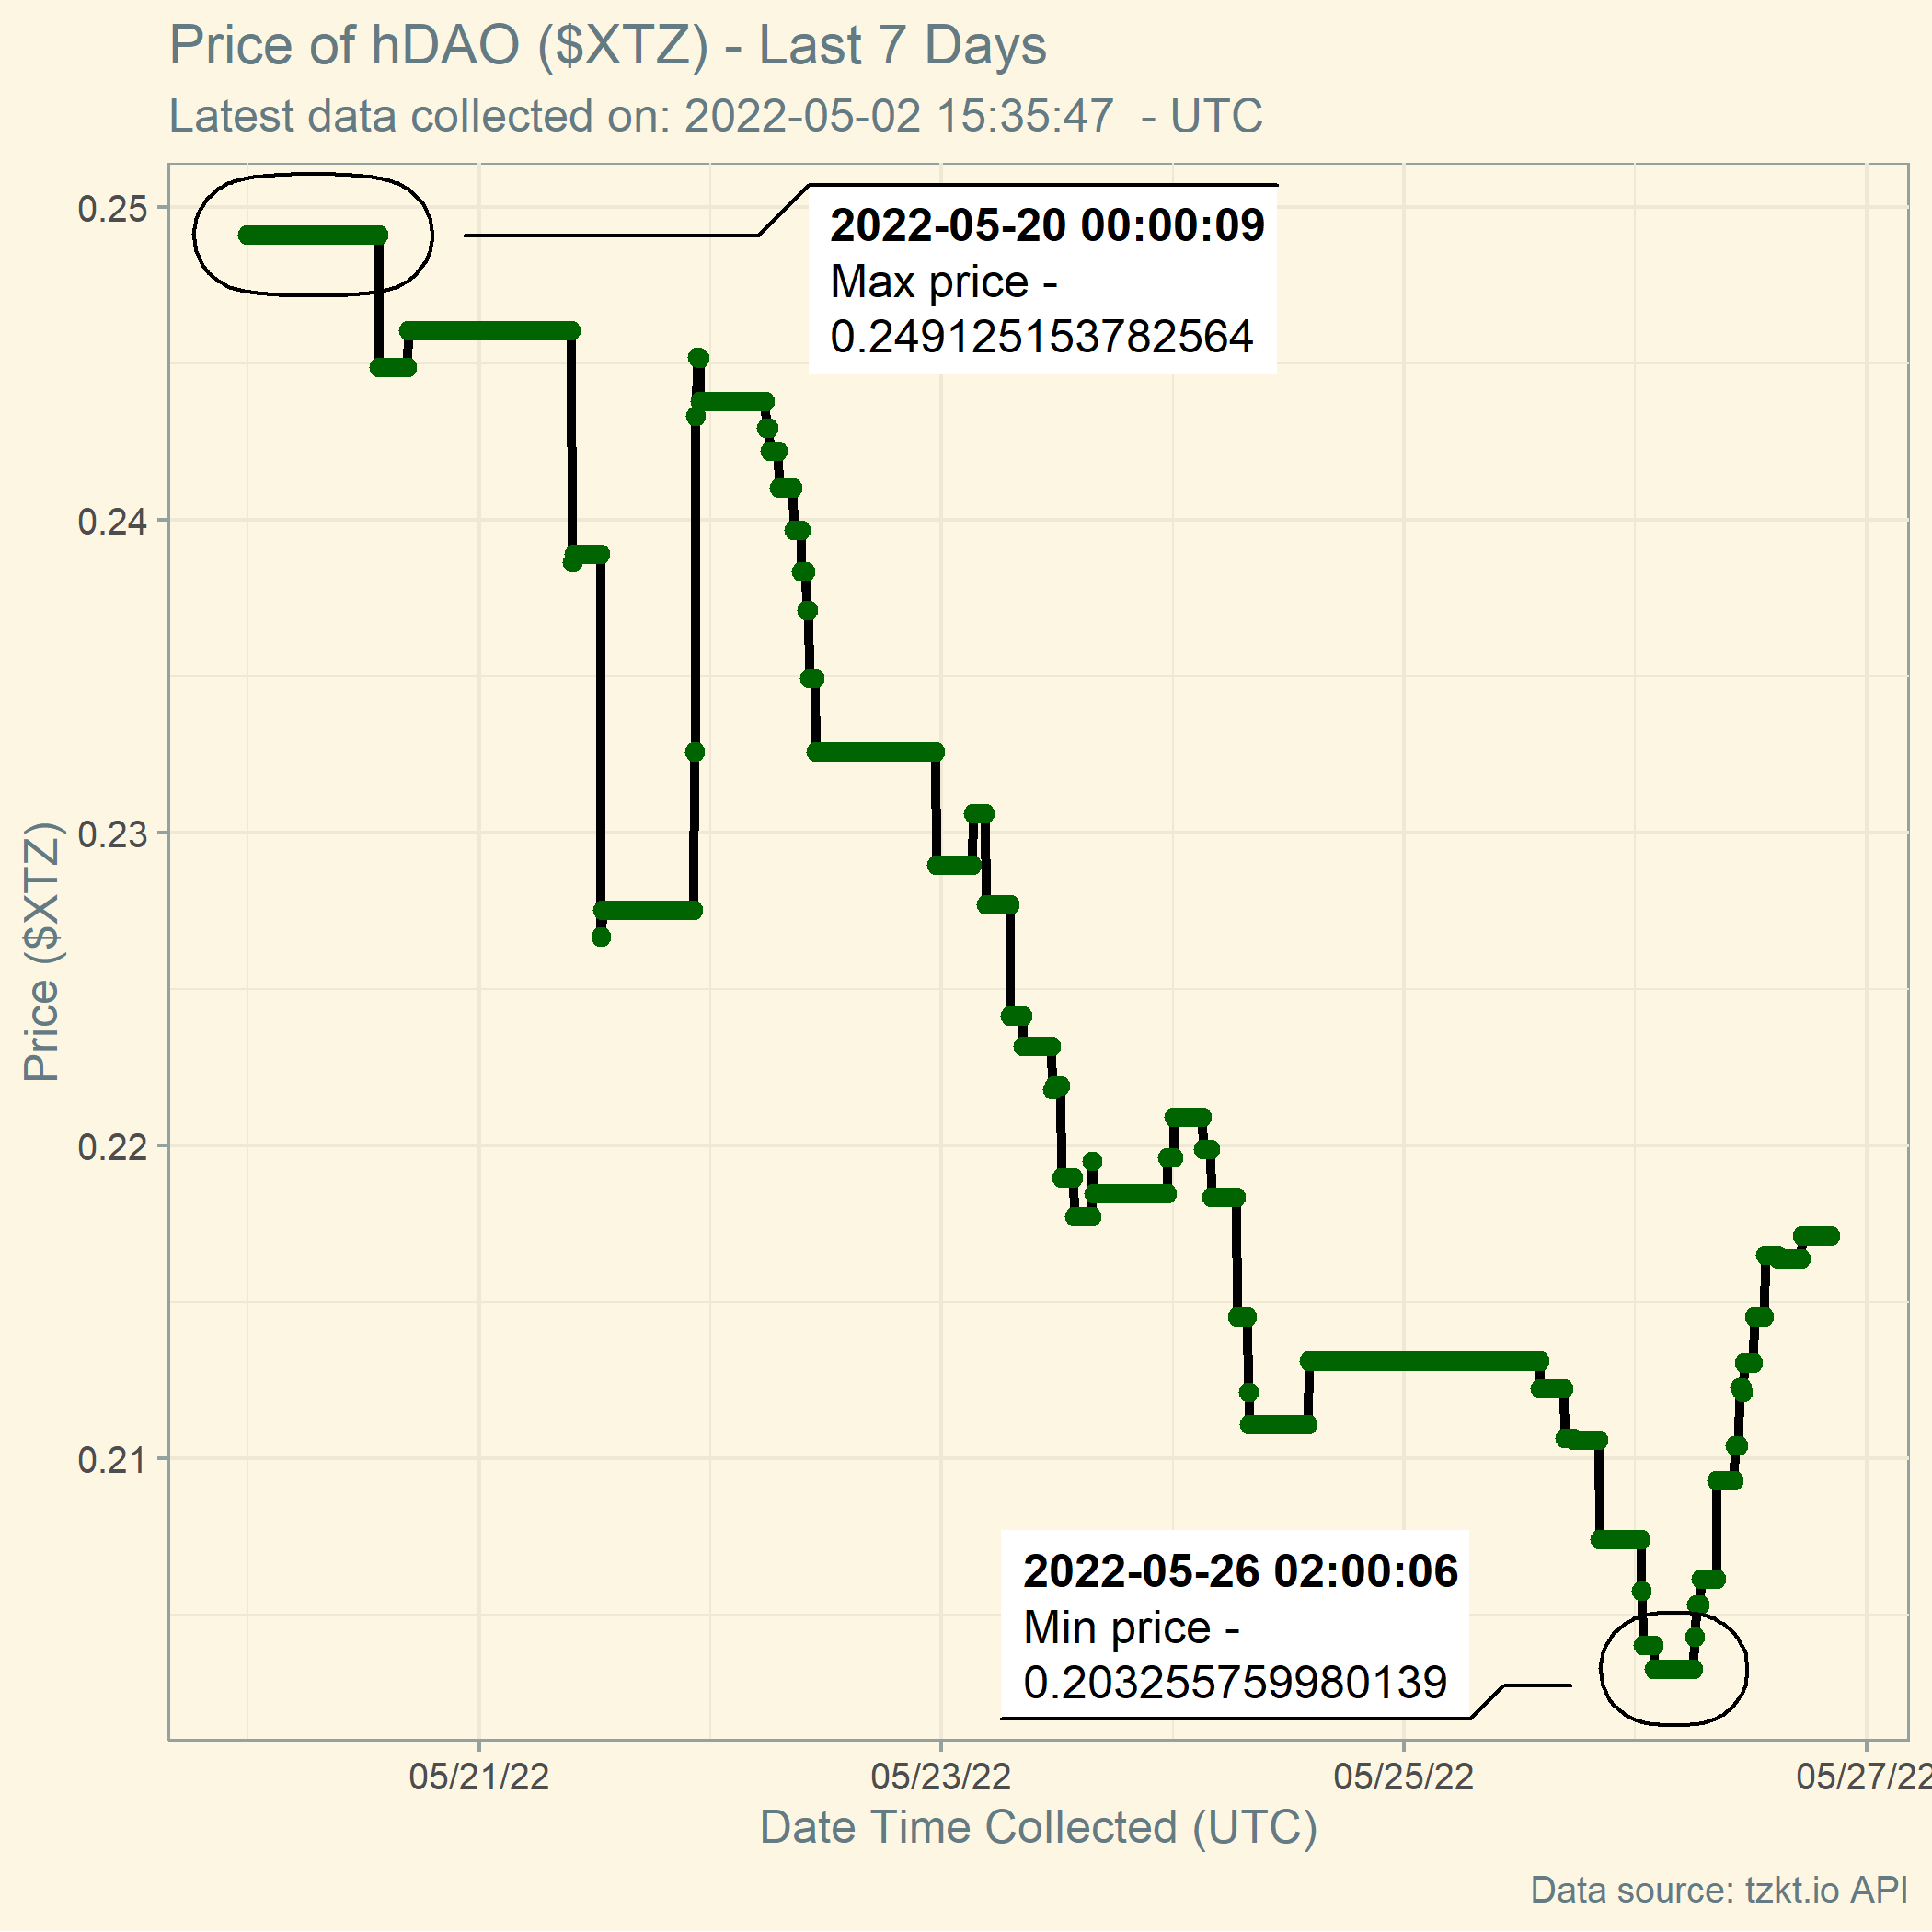 Price of hDAO ($XTZ) - Last 7 Days
Latest data collected on: 2022-05-02 15:35:47  - UTC
0.25
0.24
0.23
0.22
0.21
Price ($XTZ)
2022-05-20 00:00:09
Max price -
0.249125153782564
2022-05-26 02:00:06
Min price -
0.203255759980139
05/21/22
05/23/22
05/25/22
05/27/22
Date Time Collected (UTC)
Data source: tzkt.io API